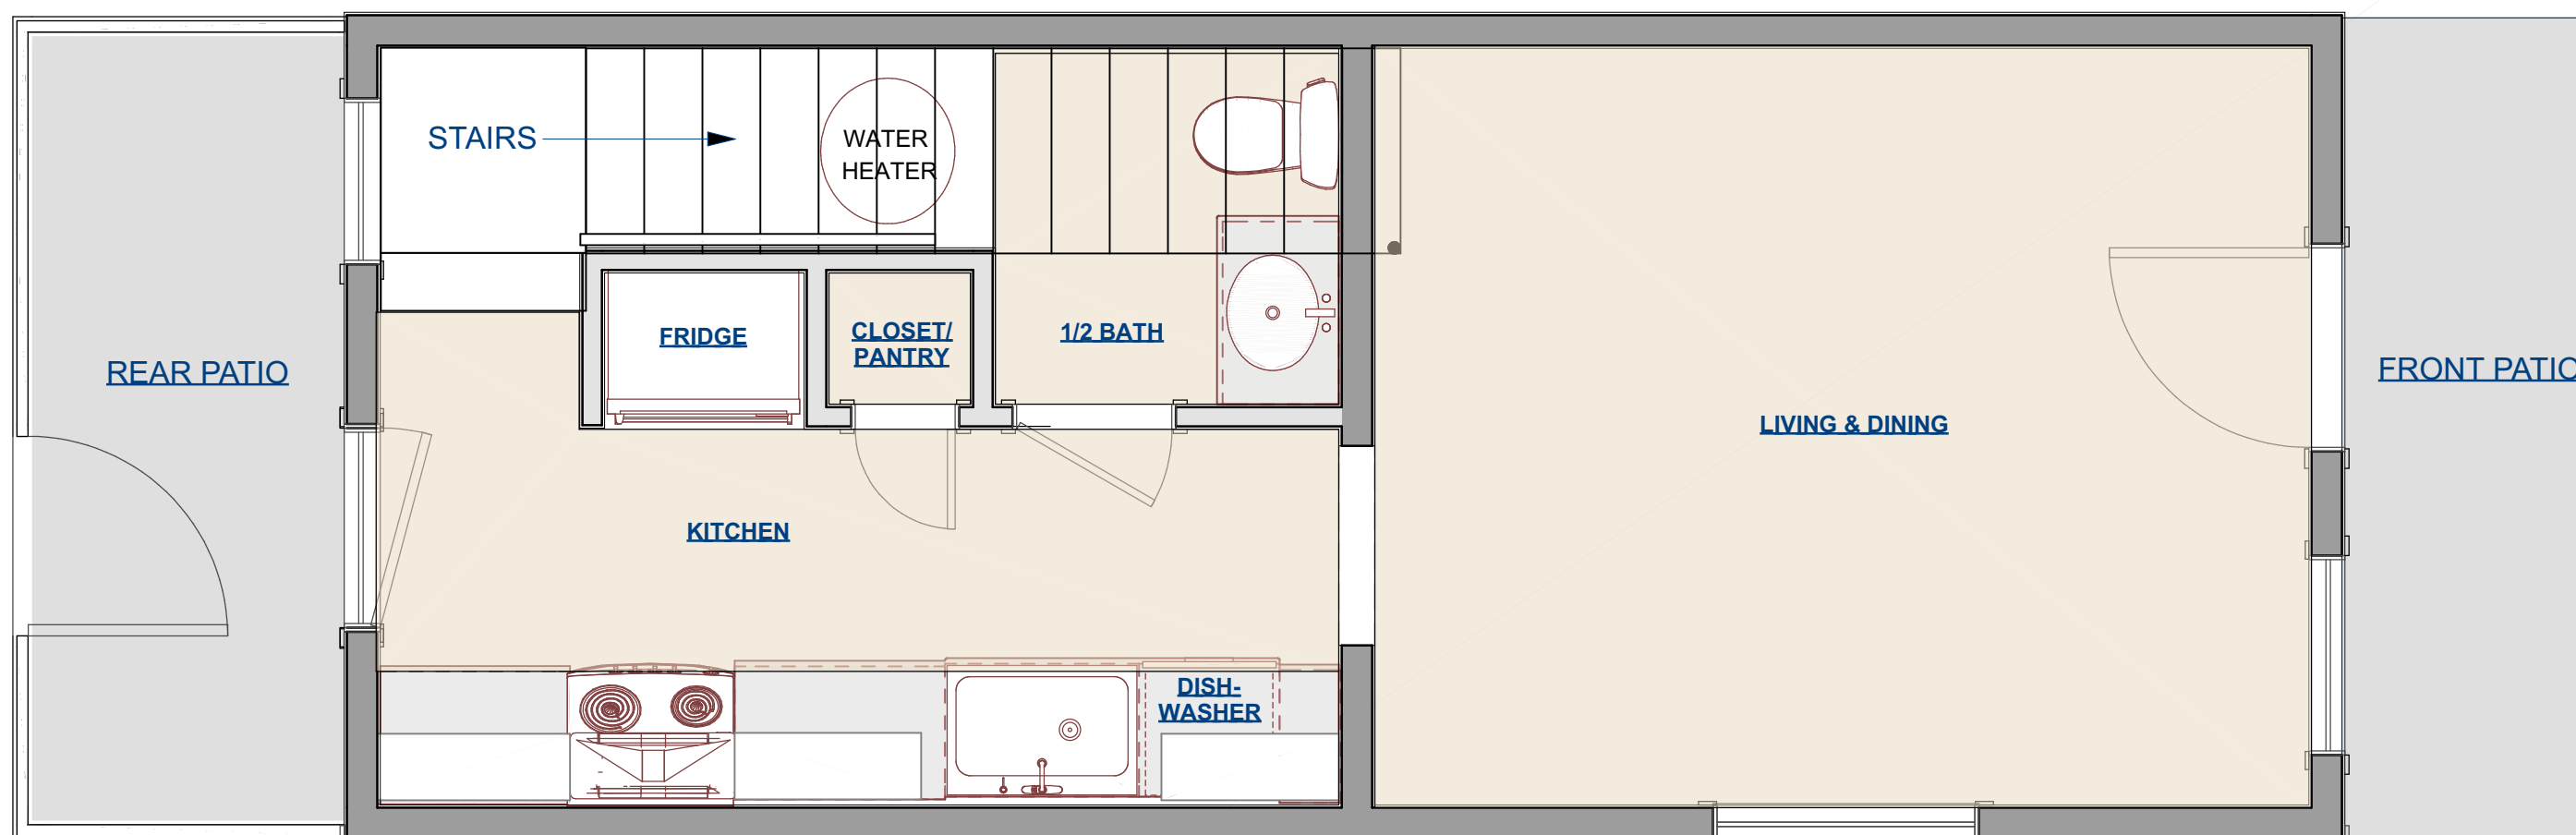 STAIRS
WATER
HEATER
REAR PATIO
FRIDGE
CLOSET/
PANTRY
1/2 BATH
FRONT PATIO
LIVING & DINING
KITCHEN
DISH-
WASHER